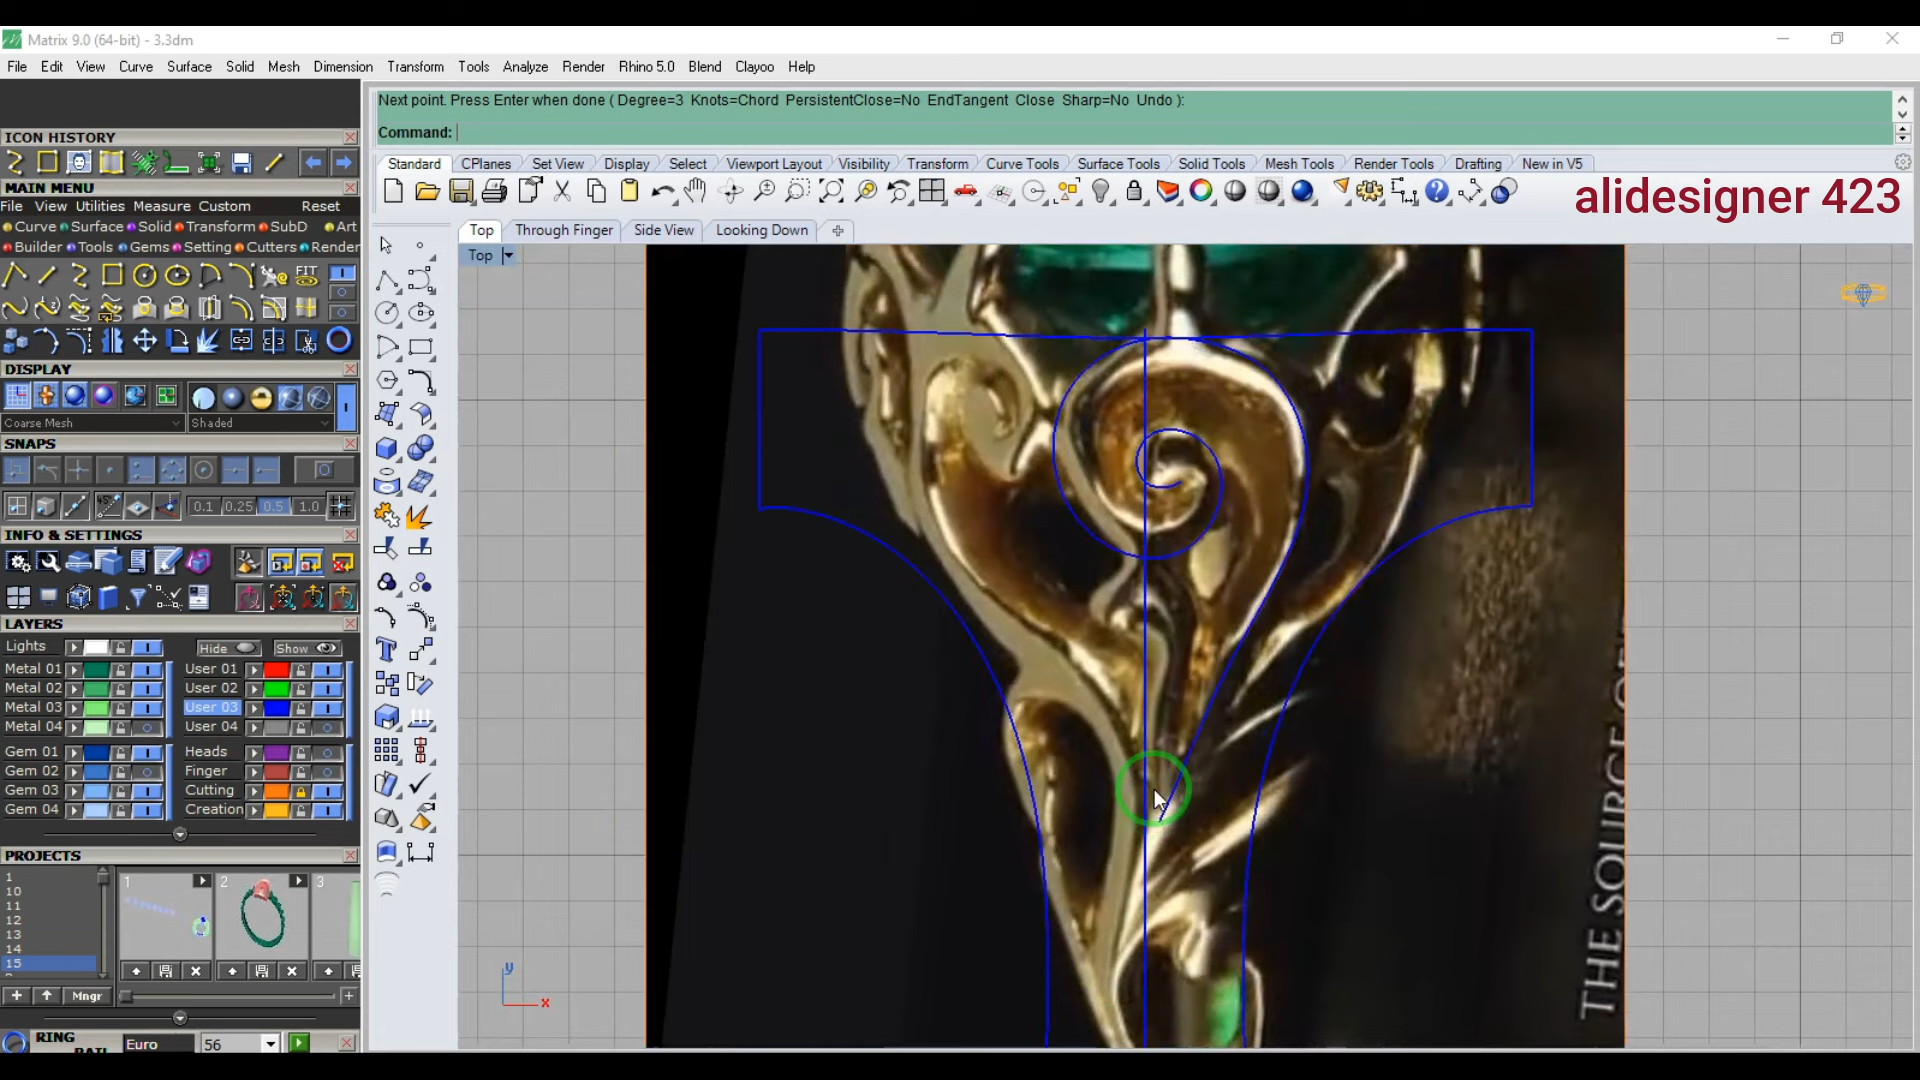 Matrix 9.0 (64-bit) - 3.3dm
File Edit View Curve Surface Solid Mesh Dimension Transform Tools Analyze Render Rhino 5.0 Blend Clayoo Help
Next point. Press Enter when done ( Degree=3 Knots=Chord PersistentClose=No EndTangent Close Sharp=No Undo ):
Command:
Standard CPlanes Set View Display Select Viewport Layout Visibility Transform Curve Tools Surface Tools Solid Tools Mesh Tools Render Tools Drafting New in V5
alidesigner 423
Top Through Finger Side View Looking Down
Top
ICON HISTORY
MAIN MENU
File View Utilities Measure Custom Reset
Curve Surface Solid Transform SubD Art
Builder Tools Gems Setting Cutters Render
FIT
DISPLAY
Coarse Mesh Shaded
SNAPS
45°
0.1 0.25 0.5 1.0
INFO & SETTINGS
LAYERS
Lights Hide Show
Metal 01 User 01
Metal 02 User 02
Metal 03 User 03
Metal 04 User 04
Gem 01 Heads
Gem 02 Finger
Gem 03 Cutting
Gem 04 Creation
PROJECTS
1
10
11
12
13
14
15
1 2 3
Mngr
RING
RAIL
Euro 56
y
x
THE SOURCE OF